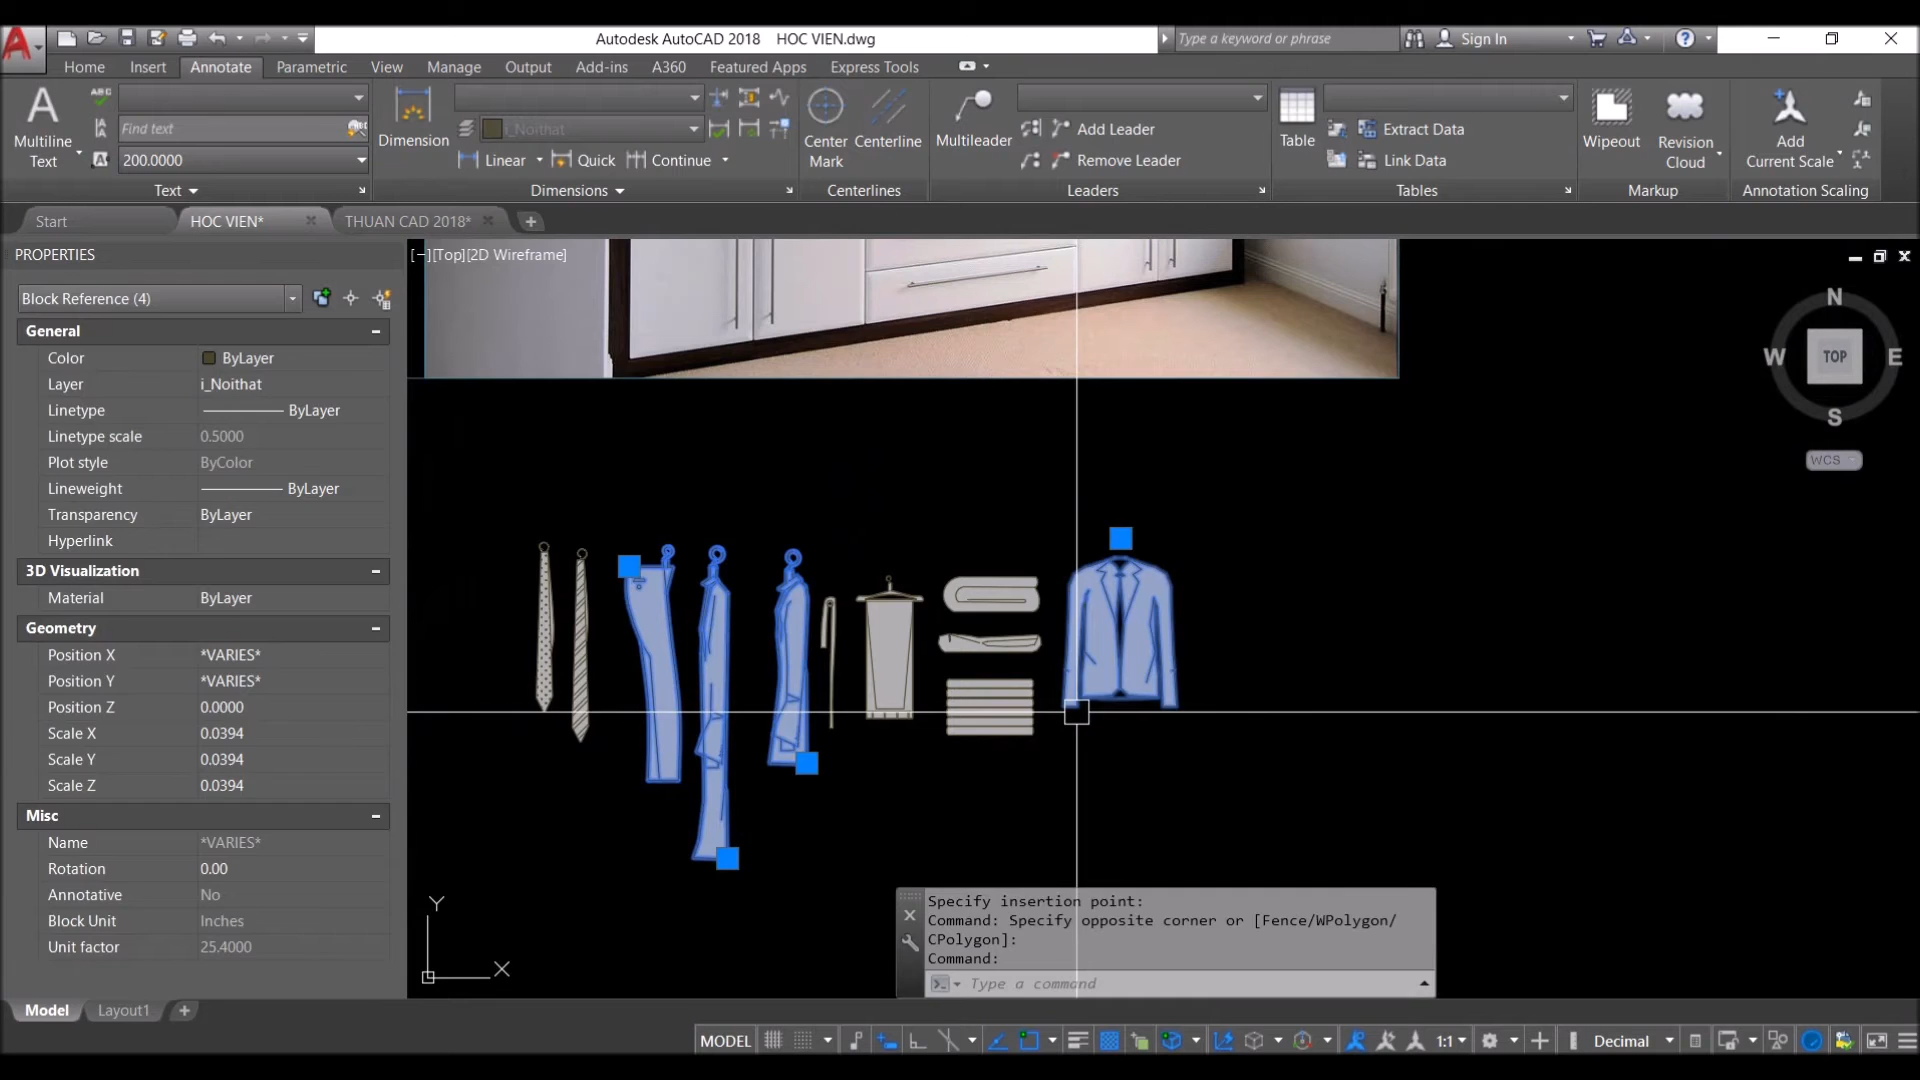 Autodesk AutoCAD 2018 HOC VIEN.dwg
Type a keyword or phrase
Sign In
Home Insert Annotate Parametric View Manage Output Add-ins A360 Featured Apps Express Tools
Multiline Text
Find text
200.0000
Text
Dimension
i_Noithat
Linear Quick Continue
Dimensions
Center Mark
Centerline
Centerlines
Multileader
Add Leader
Remove Leader
Leaders
Table
Extract Data
Link Data
Tables
Wipeout
Revision Cloud
Markup
Add Current Scale
Annotation Scaling
Start
HOC VIEN*
THUAN CAD 2018*
PROPERTIES
[−][Top][2D Wireframe]
Block Reference (4)
General
Color ByLayer
Layer i_Noithat
Linetype ByLayer
Linetype scale 0.5000
Plot style ByColor
Lineweight ByLayer
Transparency ByLayer
Hyperlink
3D Visualization
Material ByLayer
Geometry
Position X *VARIES*
Position Y *VARIES*
Position Z 0.0000
Scale X 0.0394
Scale Y 0.0394
Scale Z 0.0394
Misc
Name *VARIES*
Rotation 0.00
Annotative No
Block Unit Inches
Unit factor 25.4000
N
W TOP E
S
WCS
Y
X
Specify insertion point:
Command: Specify opposite corner or [Fence/WPolygon/
CPolygon]:
Command:
Type a command
Model Layout1
MODEL
1:1
Decimal